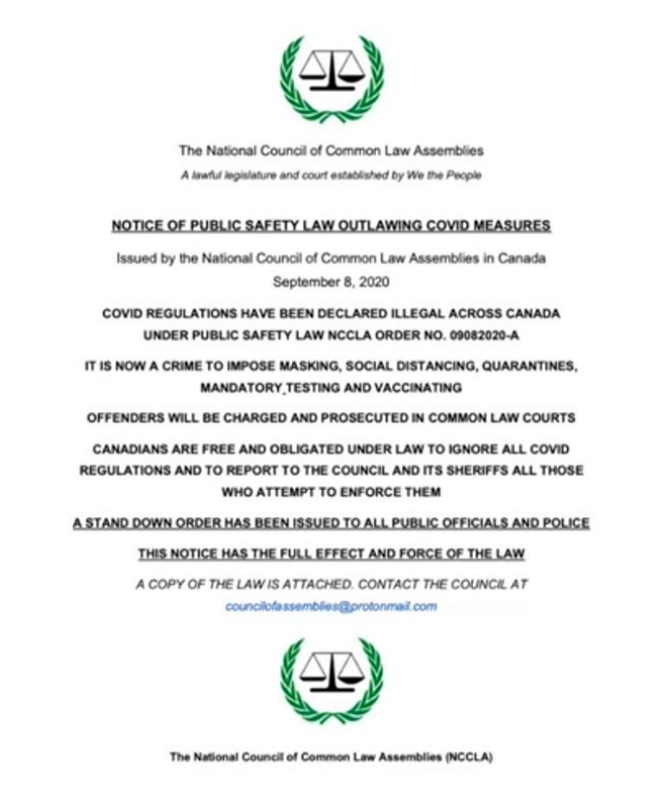 The National Council of Common Law Assemblies
A lawful legislature and court established by We the People
NOTICE OF PUBLIC SAFETY LAW OUTLAWING COVID MEASURES
Issued by the National Council of Common Law Assemblies in Canada
September 8, 2020
COVID REGULATIONS HAVE BEEN DECLARED ILLEGAL ACROSS CANADA
UNDER PUBLIC SAFETY LAW NCCLA ORDER NO. 09082020-A
IT IS NOW A CRIME TO IMPOSE MASKING, SOCIAL DISTANCING, QUARANTINES,
MANDATORY TESTING AND VACCINATING
OFFENDERS WILL BE CHARGED AND PROSECUTED IN COMMON LAW COURTS
CANADIANS ARE FREE AND OBLIGATED UNDER LAW TO IGNORE ALL COVID
REGULATIONS AND TO REPORT TO THE COUNCIL AND ITS SHERIFFS ALL THOSE
WHO ATTEMPT TO ENFORCE THEM
A STAND DOWN ORDER HAS BEEN ISSUED TO ALL PUBLIC OFFICIALS AND POLICE
THIS NOTICE HAS THE FULL EFFECT AND FORCE OF THE LAW
A COPY OF THE LAW IS ATTACHED. CONTACT THE COUNCIL AT
councilofassemblies@protonmail.com
The National Council of Common Law Assemblies (NCCLA)